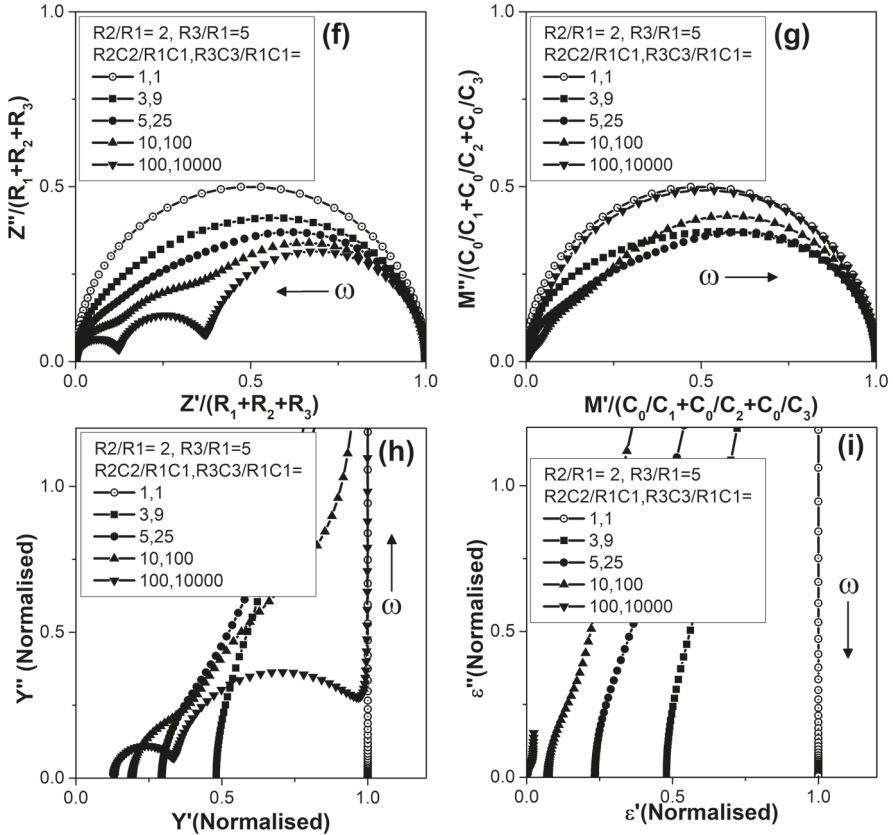 (f)
R2/R1= 2, R3/R1=5
R2C2/R1C1,R3C3/R1C1=
1,1
3,9
5,25
10,100
100,10000
1.0
0.5
0.0
Z''/(R1+R2+R3)
ω
0.0 0.5 1.0
Z'/(R1+R2+R3)
(g)
R2/R1= 2, R3/R1=5
R2C2/R1C1,R3C3/R1C1=
1,1
3,9
5,25
10,100
100,10000
1.0
0.5
0.0
M''/(C0/C1+C0/C2+C0/C3)
ω
0.0 0.5 1.0
M'/(C0/C1+C0/C2+C0/C3)
(h)
R2/R1= 2, R3/R1=5
R2C2/R1C1,R3C3/R1C1=
1,1
3,9
5,25
10,100
100,10000
1.0
0.5
0.0
Y'' (Normalised)
ω
0.0 0.5 1.0
Y'(Normalised)
(i)
R2/R1= 2, R3/R1=5
R2C2/R1C1,R3C3/R1C1=
1,1
3,9
5,25
10,100
100,10000
1.0
0.5
0.0
ε''(Normalised)
ω
0.0 0.5 1.0
ε'(Normalised)